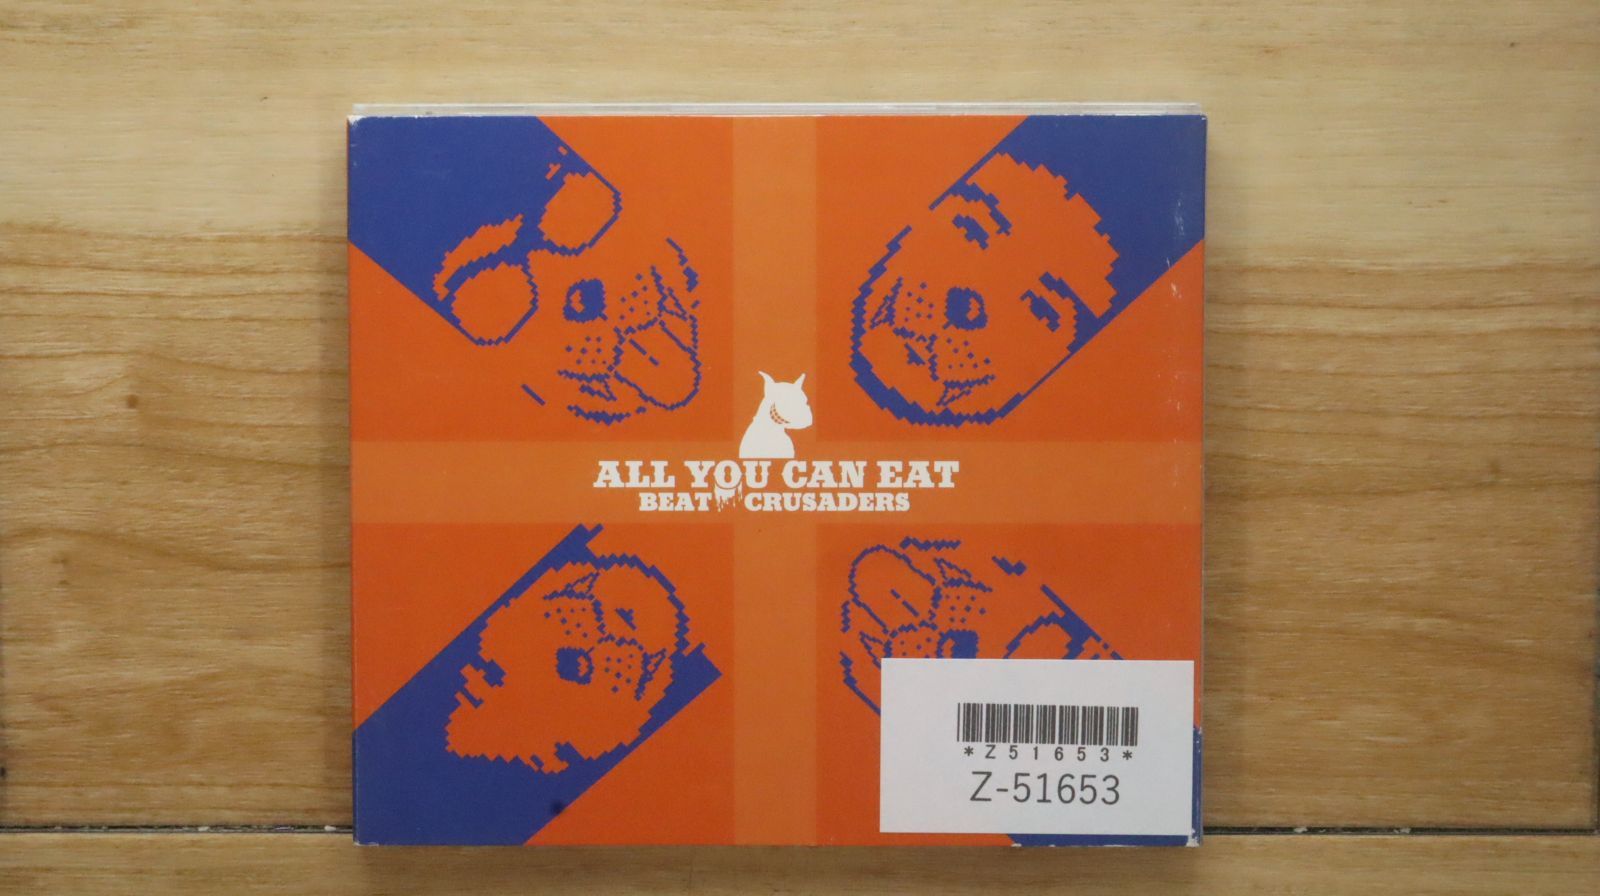 ALL YOU CAN EAT
BEAT CRUSADERS
*Z51653*
Z-51653